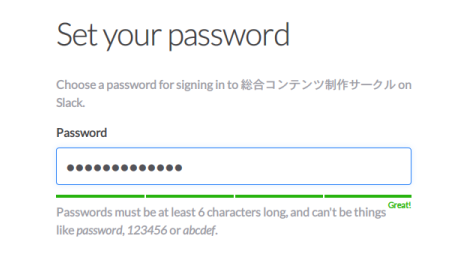 Set your password
Choose a password for signing in to 総合コンテンツ制作サークル on
Slack.
Password
●●●●●●●●●●●●●
Great!
Passwords must be at least 6 characters long, and can't be things
like password, 123456 or abcdef.